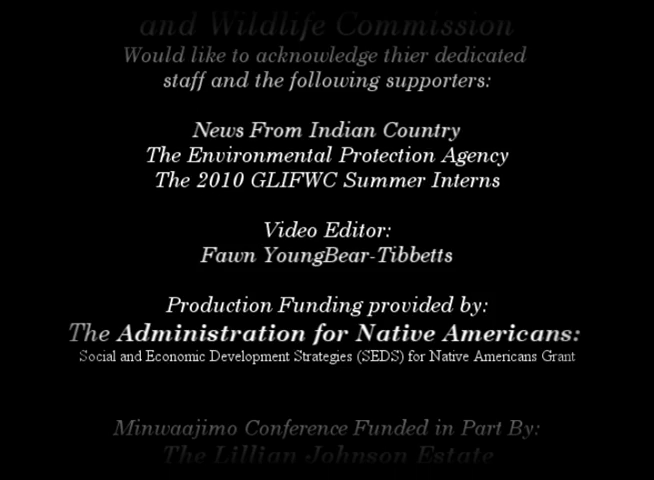 and Wildlife Commission
Would like to acknowledge thier dedicated
staff and the following supporters:
News From Indian Country
The Environmental Protection Agency
The 2010 GLIFWC Summer Interns
Video Editor:
Fawn YoungBear-Tibbetts
Production Funding provided by:
The Administration for Native Americans:
Social and Economic Development Strategies (SEDS) for Native Americans Grant
Minwaajimo Conference Funded in Part By:
The Lillian Johnson Estate